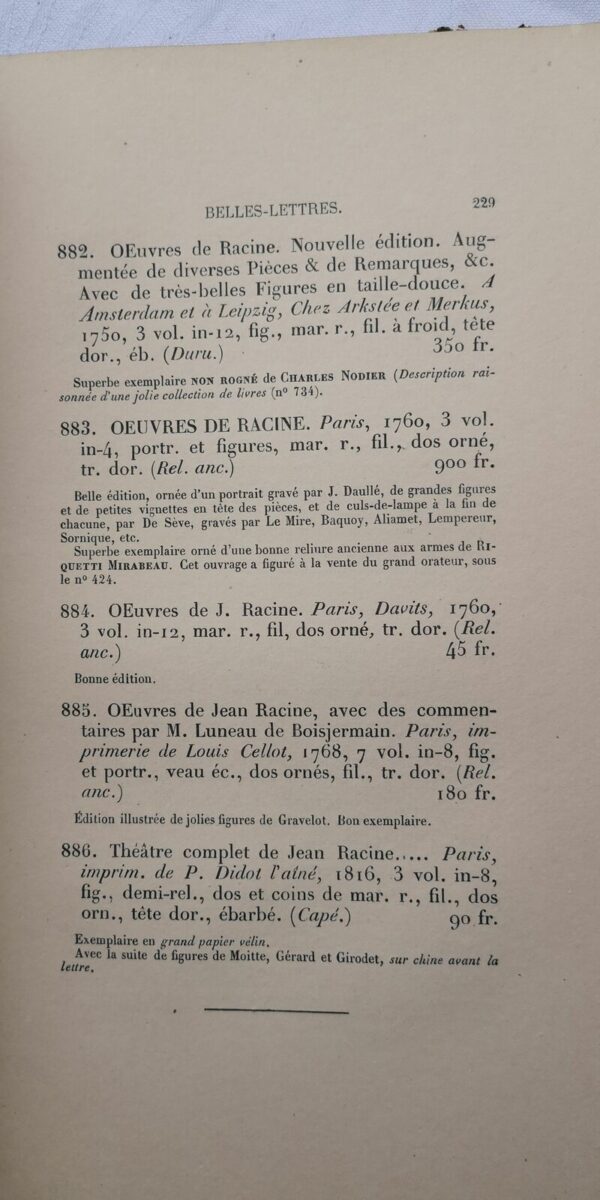 BELLES-LETTRES. 229
882. OEuvres de Racine. Nouvelle édition. Aug-
mentée de diverses Pièces & de Remarques, &c.
Avec de très-belles Figures en taille-douce. A
Amsterdam et à Leipzig, Chez Arkstée et Merkus,
1750, 3 vol. in-12, fig., mar. r., fil. à froid, tête
dor., éb. (Duru.) 350 fr.
Superbe exemplaire NON ROGNÉ de CHARLES NODIER (Description rai-
sonnée d'une jolie collection de livres (n° 734).
883. OEUVRES DE RACINE. Paris, 1760, 3 vol.
in-4, portr. et figures, mar. r., fil., dos orné,
tr. dor. (Rel. anc.) 900 fr.
Belle édition, ornée d'un portrait gravé par J. Daullé, de grandes figures
et de petites vignettes en tête des pièces, et de culs-de-lampe à la fin de
chacune, par De Sève, gravés par Le Mire, Baquoy, Aliamet, Lempereur,
Sornique, etc.
Superbe exemplaire orné d'une bonne reliure ancienne aux armes de RI-
QUETTI MIRABEAU. Cet ouvrage a figuré à la vente du grand orateur, sous
le n° 424.
884. OEuvres de J. Racine. Paris, Davits, 1760,
3 vol. in-12, mar. r., fil, dos orné, tr. dor. (Rel.
anc.) 45 fr.
Bonne édition.
885. OEuvres de Jean Racine, avec des commen-
taires par M. Luneau de Boisjermain. Paris, im-
primerie de Louis Cellot, 1768, 7 vol. in-8, fig.
et portr., veau éc., dos ornés, fil., tr. dor. (Rel.
anc.) 180 fr.
Édition illustrée de jolies figures de Gravelot. Bon exemplaire.
886. Théâtre complet de Jean Racine..... Paris,
imprim. de P. Didot l'aîné, 1816, 3 vol. in-8,
fig., demi-rel., dos et coins de mar. r., fil., dos
orn., tête dor., ébarbé. (Capé.) 90 fr.
Exemplaire en grand papier vélin.
Avec la suite de figures de Moitte, Gérard et Girodet, sur chine avant la
lettre.